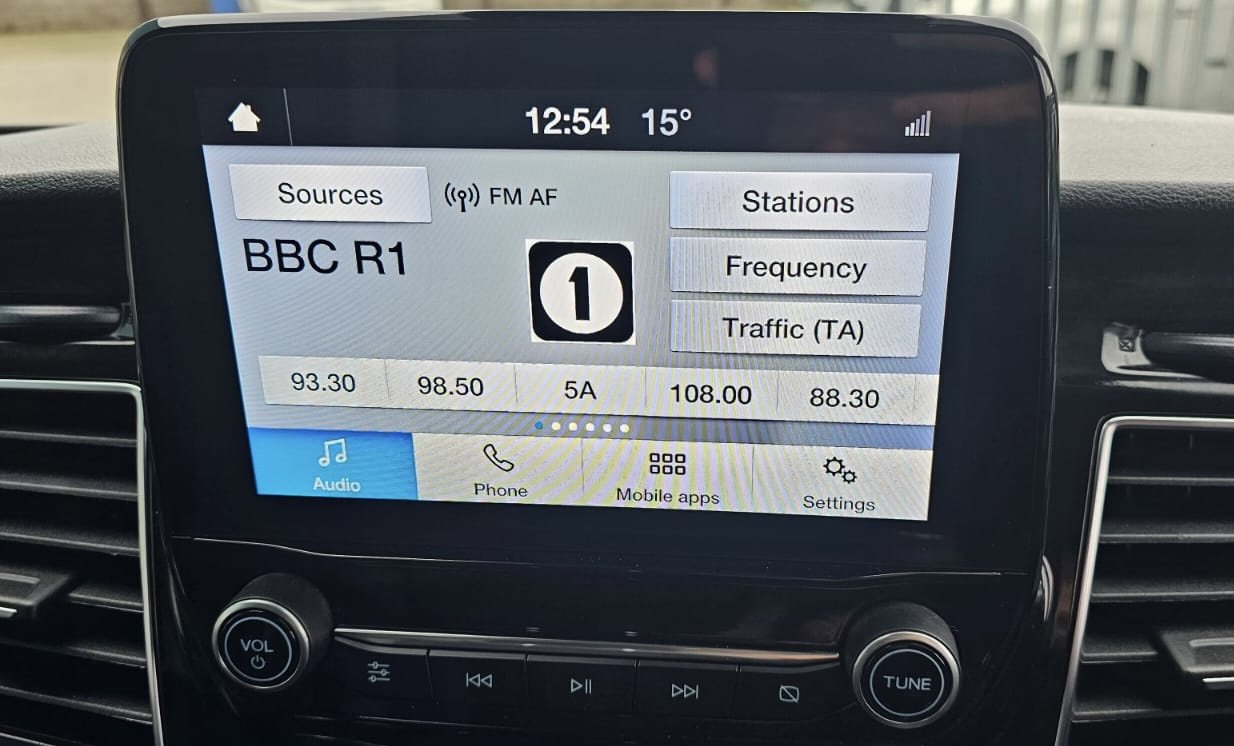 12:54 15°
Sources FM AF Stations
BBC R1
1
Frequency
Traffic (TA)
93.30 98.50 5A 108.00 88.30
Audio Phone Mobile apps Settings
VOL
TUNE